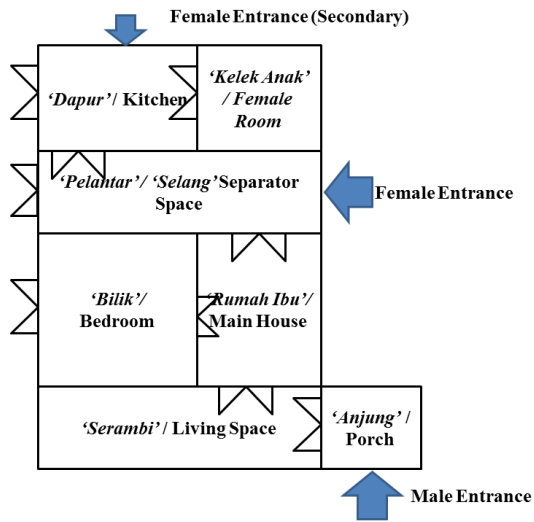 Female Entrance (Secondary)
‘Dapur’ / Kitchen
‘Kelek Anak’
/ Female
Room
‘Pelantar’/ ‘Selang’ Separator
Space
Female Entrance
‘Bilik’/
Bedroom
‘Rumah Ibu’/
Main House
‘Serambi’ / Living Space
‘Anjung’ /
Porch
Male Entrance